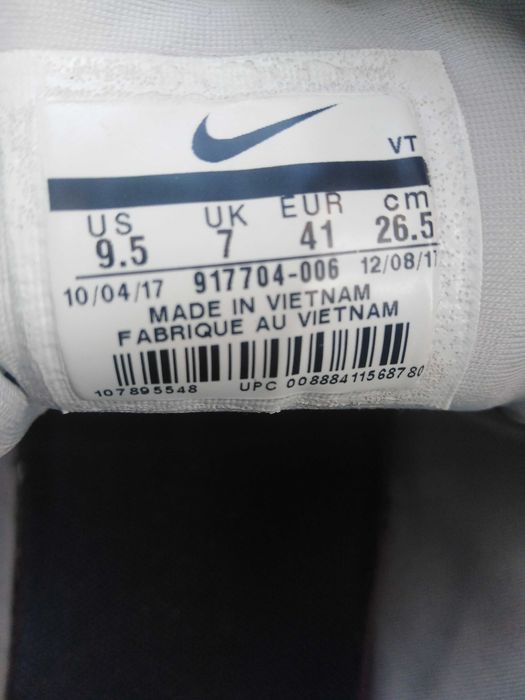 VT
US UK EUR cm
9.5 7 41 26.5
10/04/17 917704-006 12/08/17
MADE IN VIETNAM
FABRIQUE AU VIETNAM
107895548 UPC 00888411568780